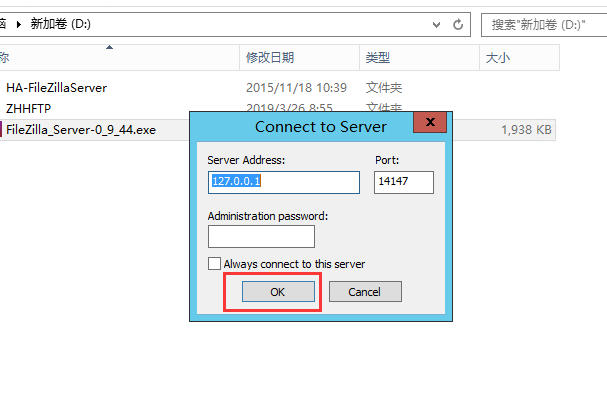 脑 ▸ 新加卷 (D:)
搜索"新加卷 (D:)"
称 修改日期 类型 大小
HA-FileZillaServer 2015/11/18 10:39 文件夹
ZHHFTP 2019/3/26 8:55 文件夹
FileZilla_Server-0_9_44.exe 1,938 KB
Connect to Server
Server Address: Port:
127.0.0.1 14147
Administration password:
Always connect to this server
OK Cancel